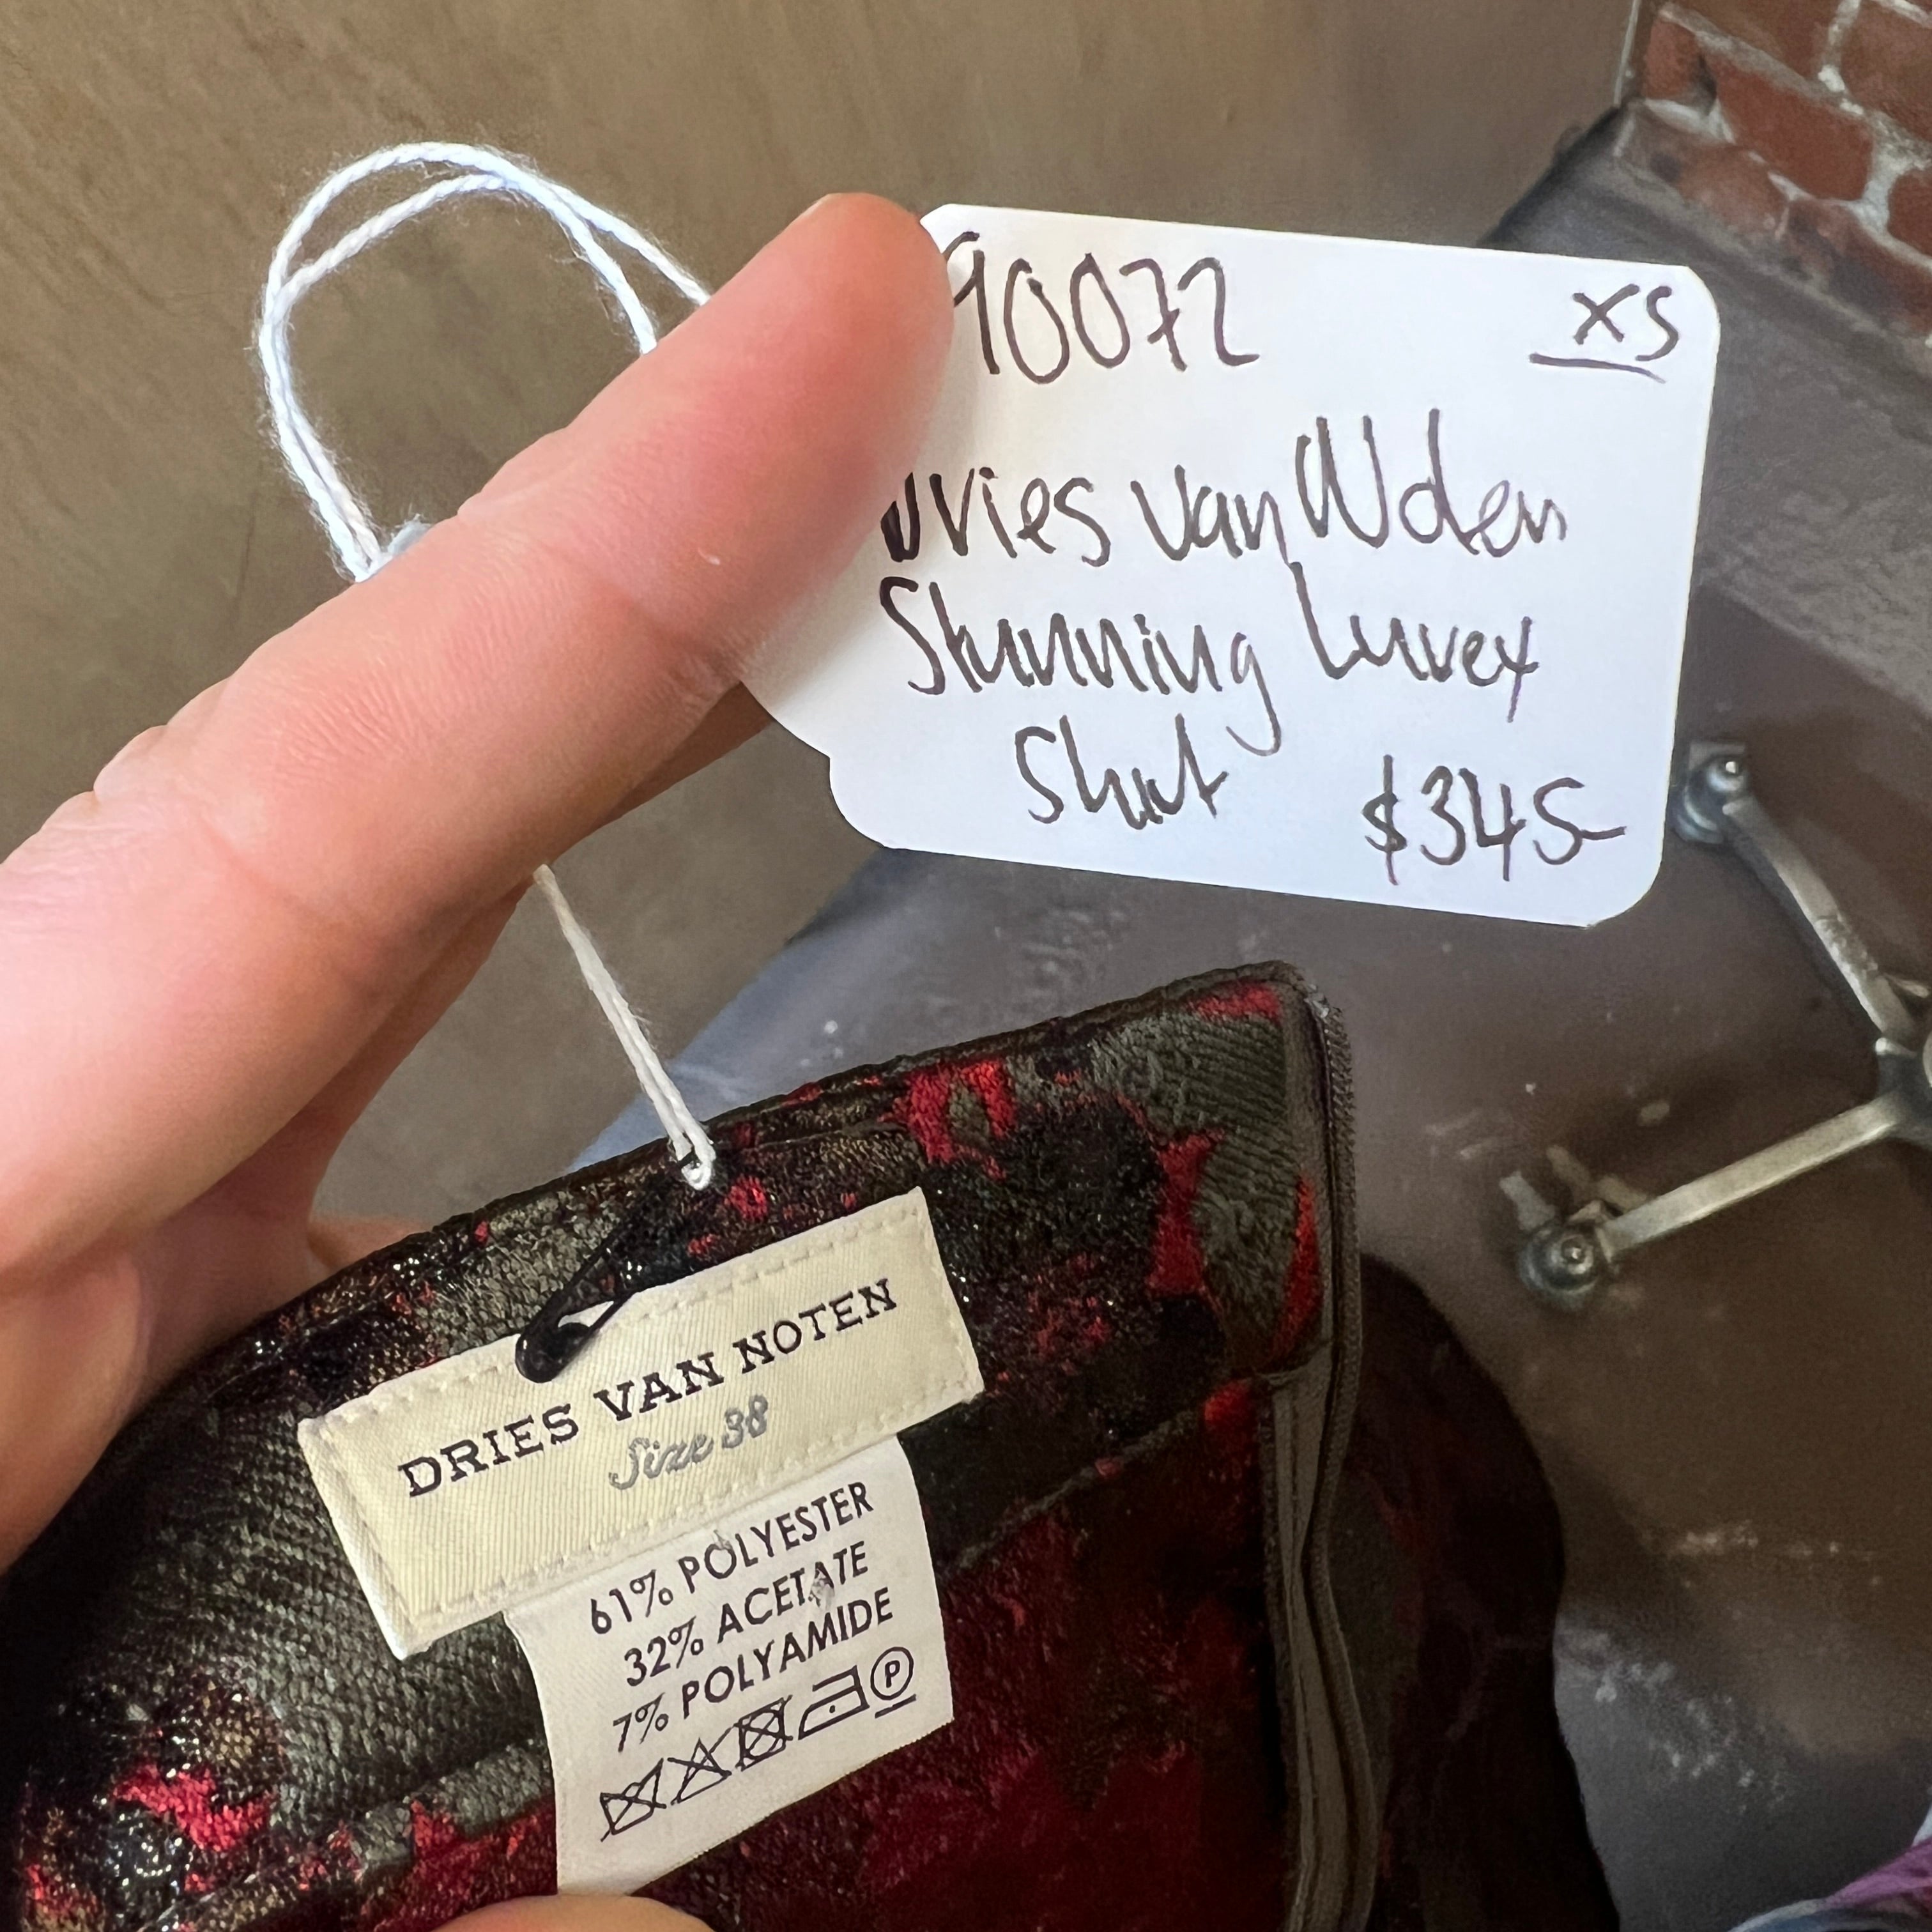 90072 XS
Dries Van Noten
Stunning Lurex
Skirt $345-
DRIES VAN NOTEN
Size 38
61% POLYESTER
32% ACETATE
7% POLYAMIDE
P